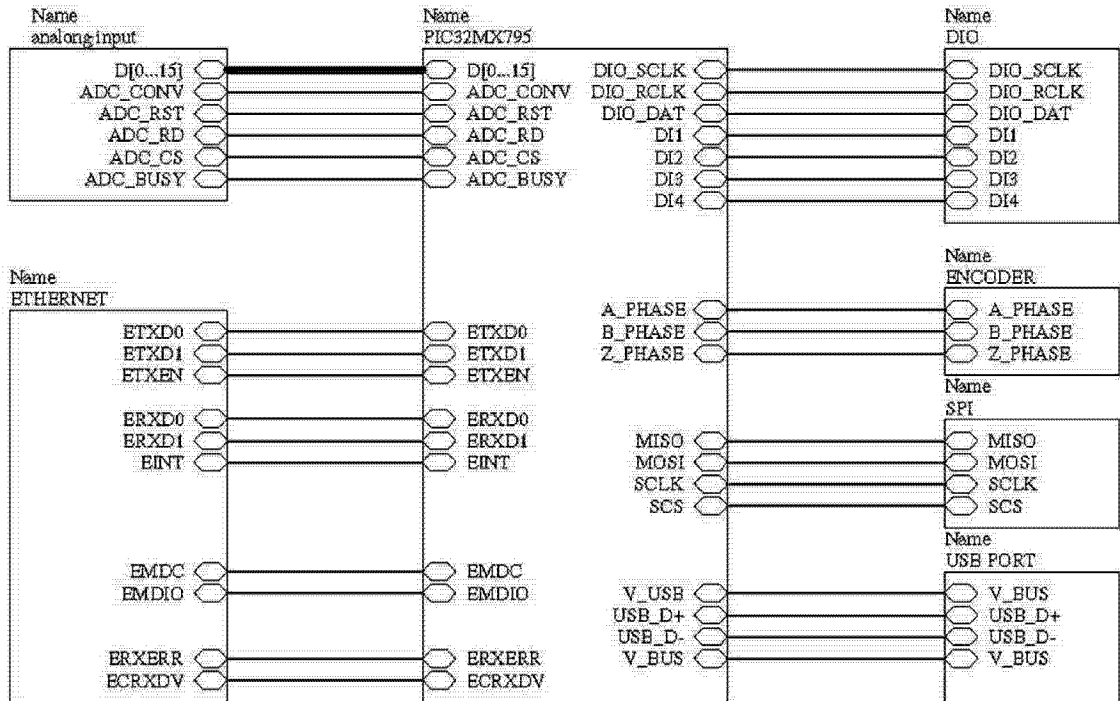 Name
analong-input
D[0...15]
ADC_CONV
ADC_RST
ADC_RD
ADC_CS
ADC_BUSY
Name
ETHERNET
ETXD0
ETXD1
ETXEN
ERXD0
ERXD1
EINT
EMDC
EMDIO
ERXERR
ECRXDV
Name
PIC32MX795
D[0...15]
ADC_CONV
ADC_RST
ADC_RD
ADC_CS
ADC_BUSY
ETXD0
ETXD1
ETXEN
ERXD0
ERXD1
EINT
EMDC
EMDIO
ERXERR
ECRXDV
DIO_SCLK
DIO_RCLK
DIO_DAT
DI1
DI2
DI3
DI4
A_PHASE
B_PHASE
Z_PHASE
MISO
MOSI
SCLK
SCS
V_USB
USB_D+
USB_D-
V_BUS
Name
DIO
DIO_SCLK
DIO_RCLK
DIO_DAT
DI1
DI2
DI3
DI4
Name
ENCODER
A_PHASE
B_PHASE
Z_PHASE
Name
SPI
MISO
MOSI
SCLK
SCS
Name
USB PORT
V_BUS
USB_D+
USB_D-
V_BUS